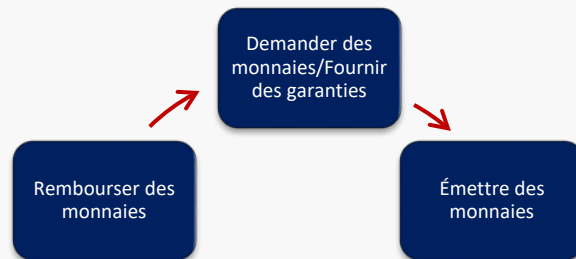 Demander des
monnaies/Fournir
des garanties
Rembourser des
monnaies
Émettre des
monnaies